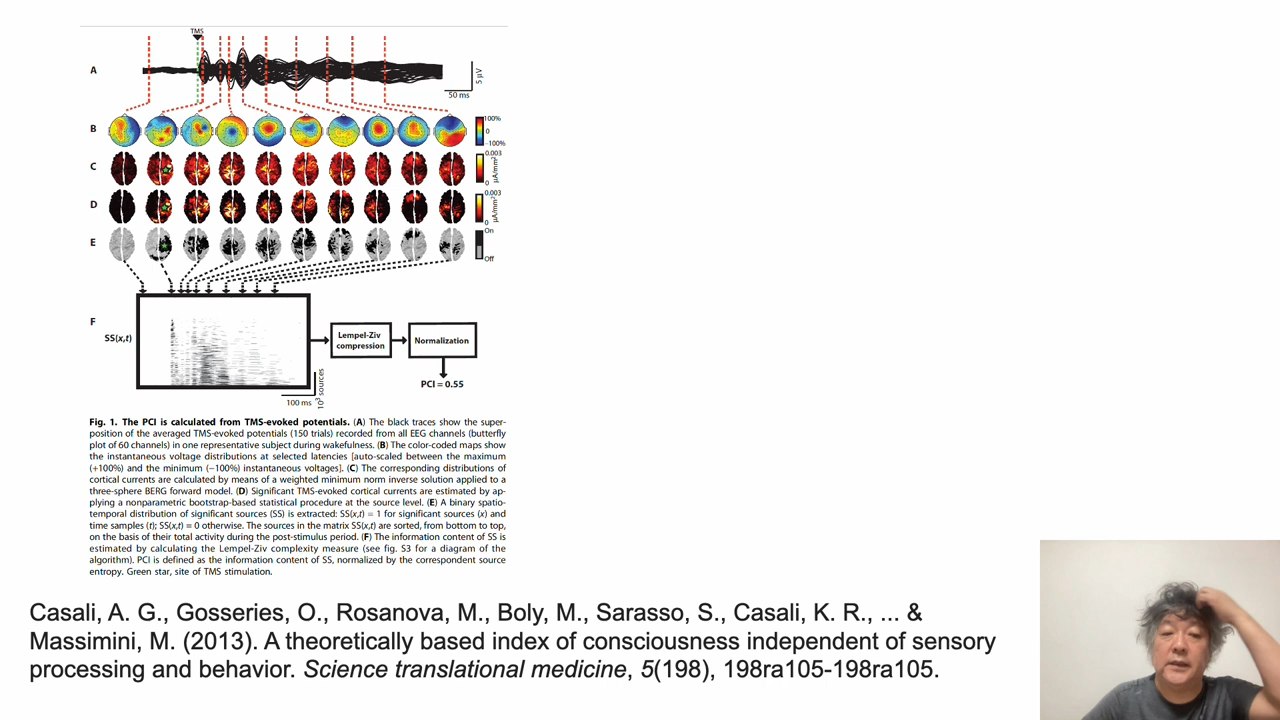 TMS
A
5 μV
50 ms
B
100%
0
−100%
C
0.003
0
μA/mm²
D
0.003
0
μA/mm²
E
On
Off
F
SS(x,t)
Lempel-Ziv
compression
Normalization
PCI = 0.55
100 ms
10³ sources
Fig. 1. The PCI is calculated from TMS-evoked potentials. (A) The black traces show the super-
position of the averaged TMS-evoked potentials (150 trials) recorded from all EEG channels (butterfly
plot of 60 channels) in one representative subject during wakefulness. (B) The color-coded maps show
the instantaneous voltage distributions at selected latencies [auto-scaled between the maximum
(+100%) and the minimum (−100%) instantaneous voltages]. (C) The corresponding distributions of
cortical currents are calculated by means of a weighted minimum norm inverse solution applied to a
three-sphere BERG forward model. (D) Significant TMS-evoked cortical currents are estimated by ap-
plying a nonparametric bootstrap-based statistical procedure at the source level. (E) A binary spatio-
temporal distribution of significant sources (SS) is extracted: SS(x,t) = 1 for significant sources (x) and
time samples (t); SS(x,t) = 0 otherwise. The sources in the matrix SS(x,t) are sorted, from bottom to top,
on the basis of their total activity during the post-stimulus period. (F) The information content of SS is
estimated by calculating the Lempel-Ziv complexity measure (see fig. S3 for a diagram of the
algorithm). PCI is defined as the information content of SS, normalized by the correspondent source
entropy. Green star, site of TMS stimulation.
Casali, A. G., Gosseries, O., Rosanova, M., Boly, M., Sarasso, S., Casali, K. R., ... &
Massimini, M. (2013). A theoretically based index of consciousness independent of sensory
processing and behavior. Science translational medicine, 5(198), 198ra105-198ra105.